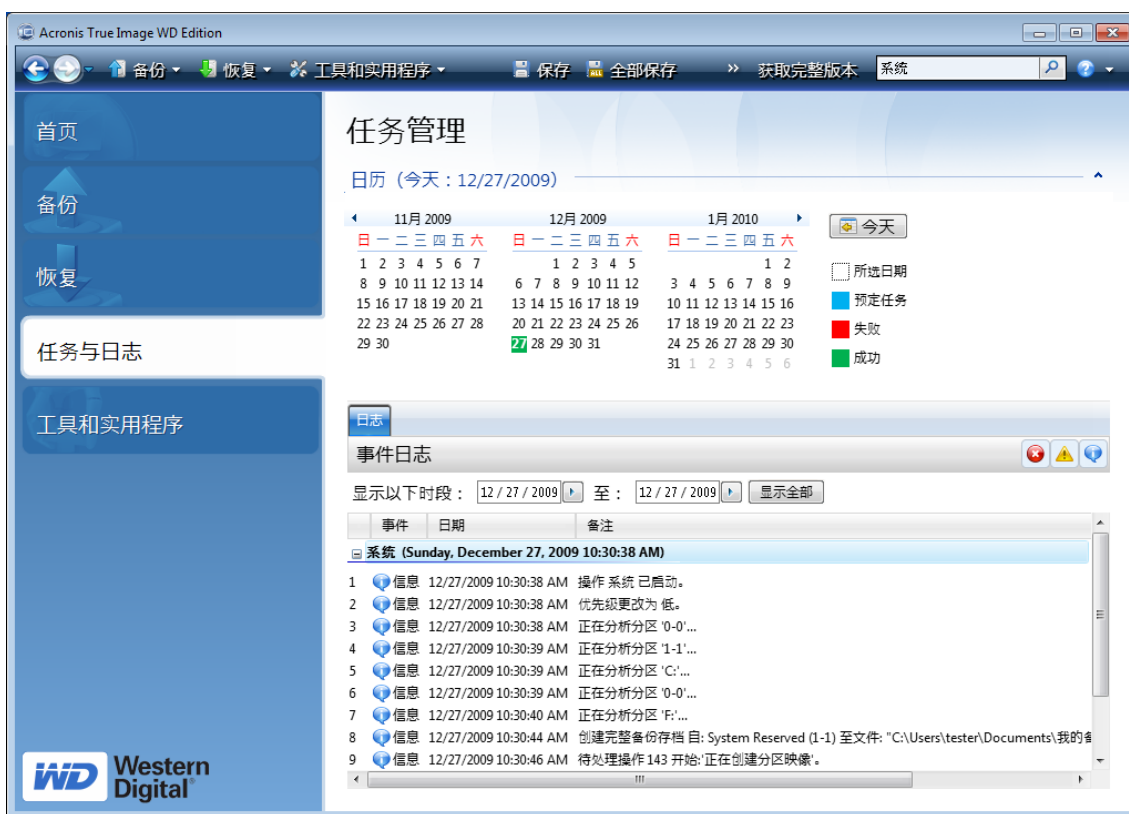 Acronis True Image WD Edition
备份 恢复 工具和实用程序 保存 全部保存 » 获取完整版本 系统
首页
备份
恢复
任务与日志
工具和实用程序
任务管理
日历（今天：12/27/2009）
11月 2009 12月 2009 1月 2010
日 一 二 三 四 五 六 日 一 二 三 四 五 六 日 一 二 三 四 五 六
1 2 3 4 5 6 7 1 2 3 4 5 1 2
8 9 10 11 12 13 14 6 7 8 9 10 11 12 3 4 5 6 7 8 9
15 16 17 18 19 20 21 13 14 15 16 17 18 19 10 11 12 13 14 15 16
22 23 24 25 26 27 28 20 21 22 23 24 25 26 17 18 19 20 21 22 23
29 30 27 28 29 30 31 24 25 26 27 28 29 30
31 1 2 3 4 5 6
今天
所选日期
预定任务
失败
成功
日志
事件日志
显示以下时段： 12 / 27 / 2009 至： 12 / 27 / 2009 显示全部
事件 日期 备注
系统 (Sunday, December 27, 2009 10:30:38 AM)
1 信息 12/27/2009 10:30:38 AM 操作 系统 已启动。
2 信息 12/27/2009 10:30:38 AM 优先级更改为 低。
3 信息 12/27/2009 10:30:38 AM 正在分析分区 '0-0'...
4 信息 12/27/2009 10:30:39 AM 正在分析分区 '1-1'...
5 信息 12/27/2009 10:30:39 AM 正在分析分区 'C:'...
6 信息 12/27/2009 10:30:39 AM 正在分析分区 '0-0'...
7 信息 12/27/2009 10:30:40 AM 正在分析分区 'F:'...
8 信息 12/27/2009 10:30:44 AM 创建完整备份存档 自: System Reserved (1-1) 至文件: "C:\Users\tester\Documents\我的备
9 信息 12/27/2009 10:30:46 AM 待处理操作 143 开始:'正在创建分区映像'。
WD Western Digital®